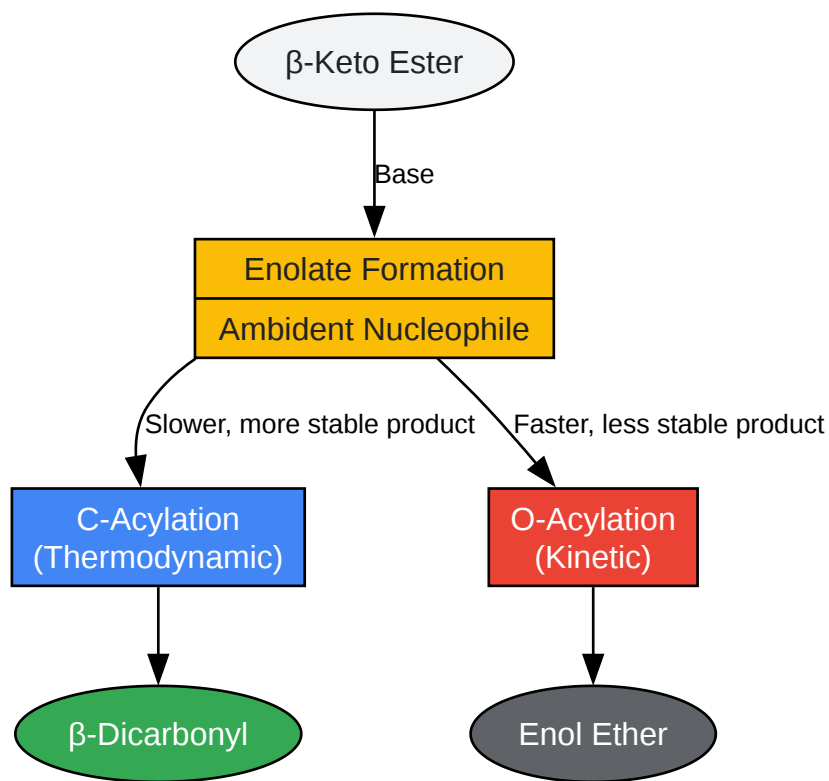 β-Keto Ester
Base
Enolate Formation
Ambident Nucleophile
Slower, more stable product
Faster, less stable product
C-Acylation
(Thermodynamic)
O-Acylation
(Kinetic)
β-Dicarbonyl
Enol Ether